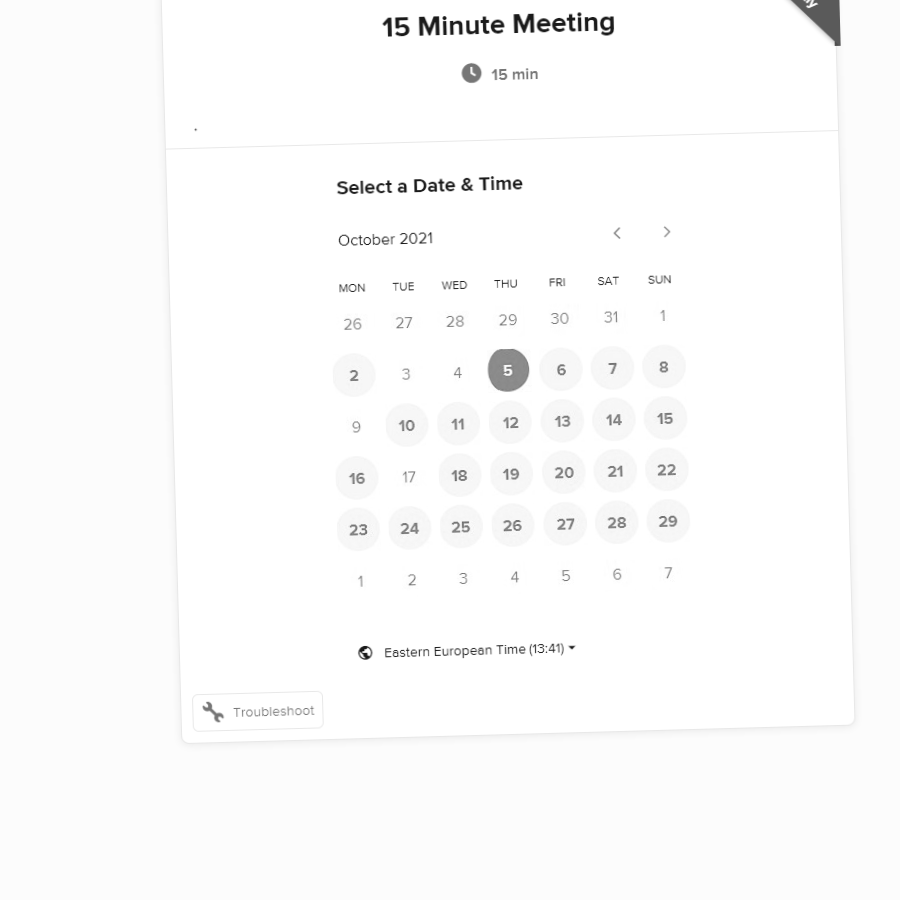 15 Minute Meeting
15 min
.
Select a Date & Time
October 2021
MON TUE WED THU FRI SAT SUN
26 27 28 29 30 31 1
2 3 4 5 6 7 8
9 10 11 12 13 14 15
16 17 18 19 20 21 22
23 24 25 26 27 28 29
1 2 3 4 5 6 7
Eastern European Time (13:41)
Troubleshoot